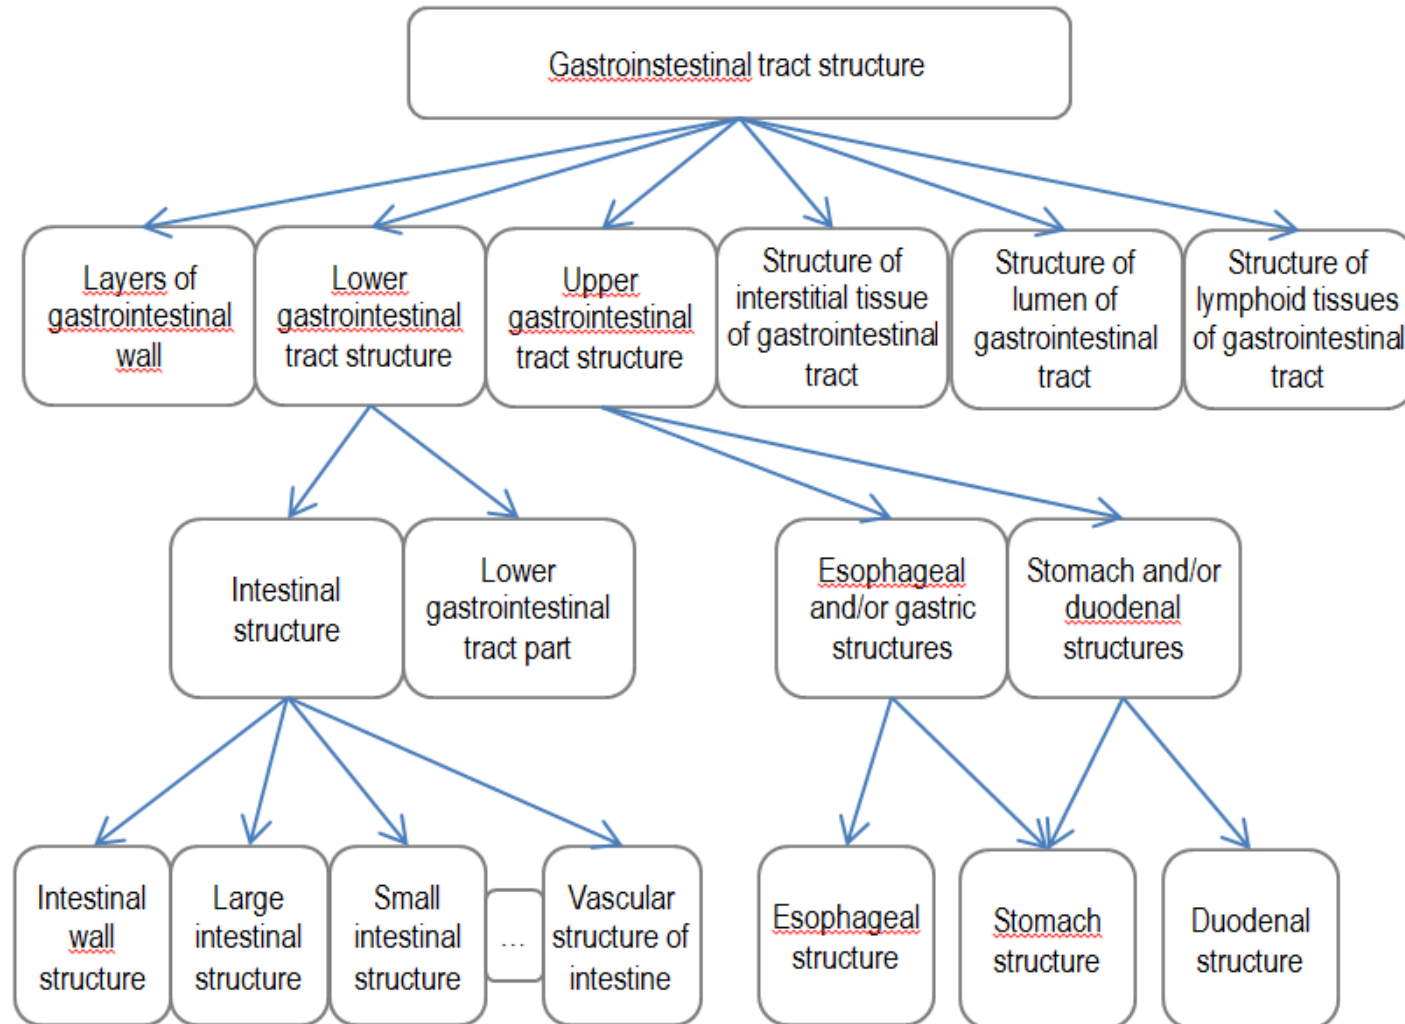 Gastroinstestinal tract structure
Layers of
gastrointestinal
wall
Lower
gastrointestinal
tract structure
Upper
gastrointestinal
tract structure
Structure of
interstitial tissue
of gastrointestinal
tract
Structure of
lumen of
gastrointestinal
tract
Structure of
lymphoid tissues
of gastrointestinal
tract
Intestinal
structure
Lower
gastrointestinal
tract part
Esophageal
and/or gastric
structures
Stomach and/or
duodenal
structures
Intestinal
wall
structure
Large
intestinal
structure
Small
intestinal
structure
...
Vascular
structure of
intestine
Esophageal
structure
Stomach
structure
Duodenal
structure